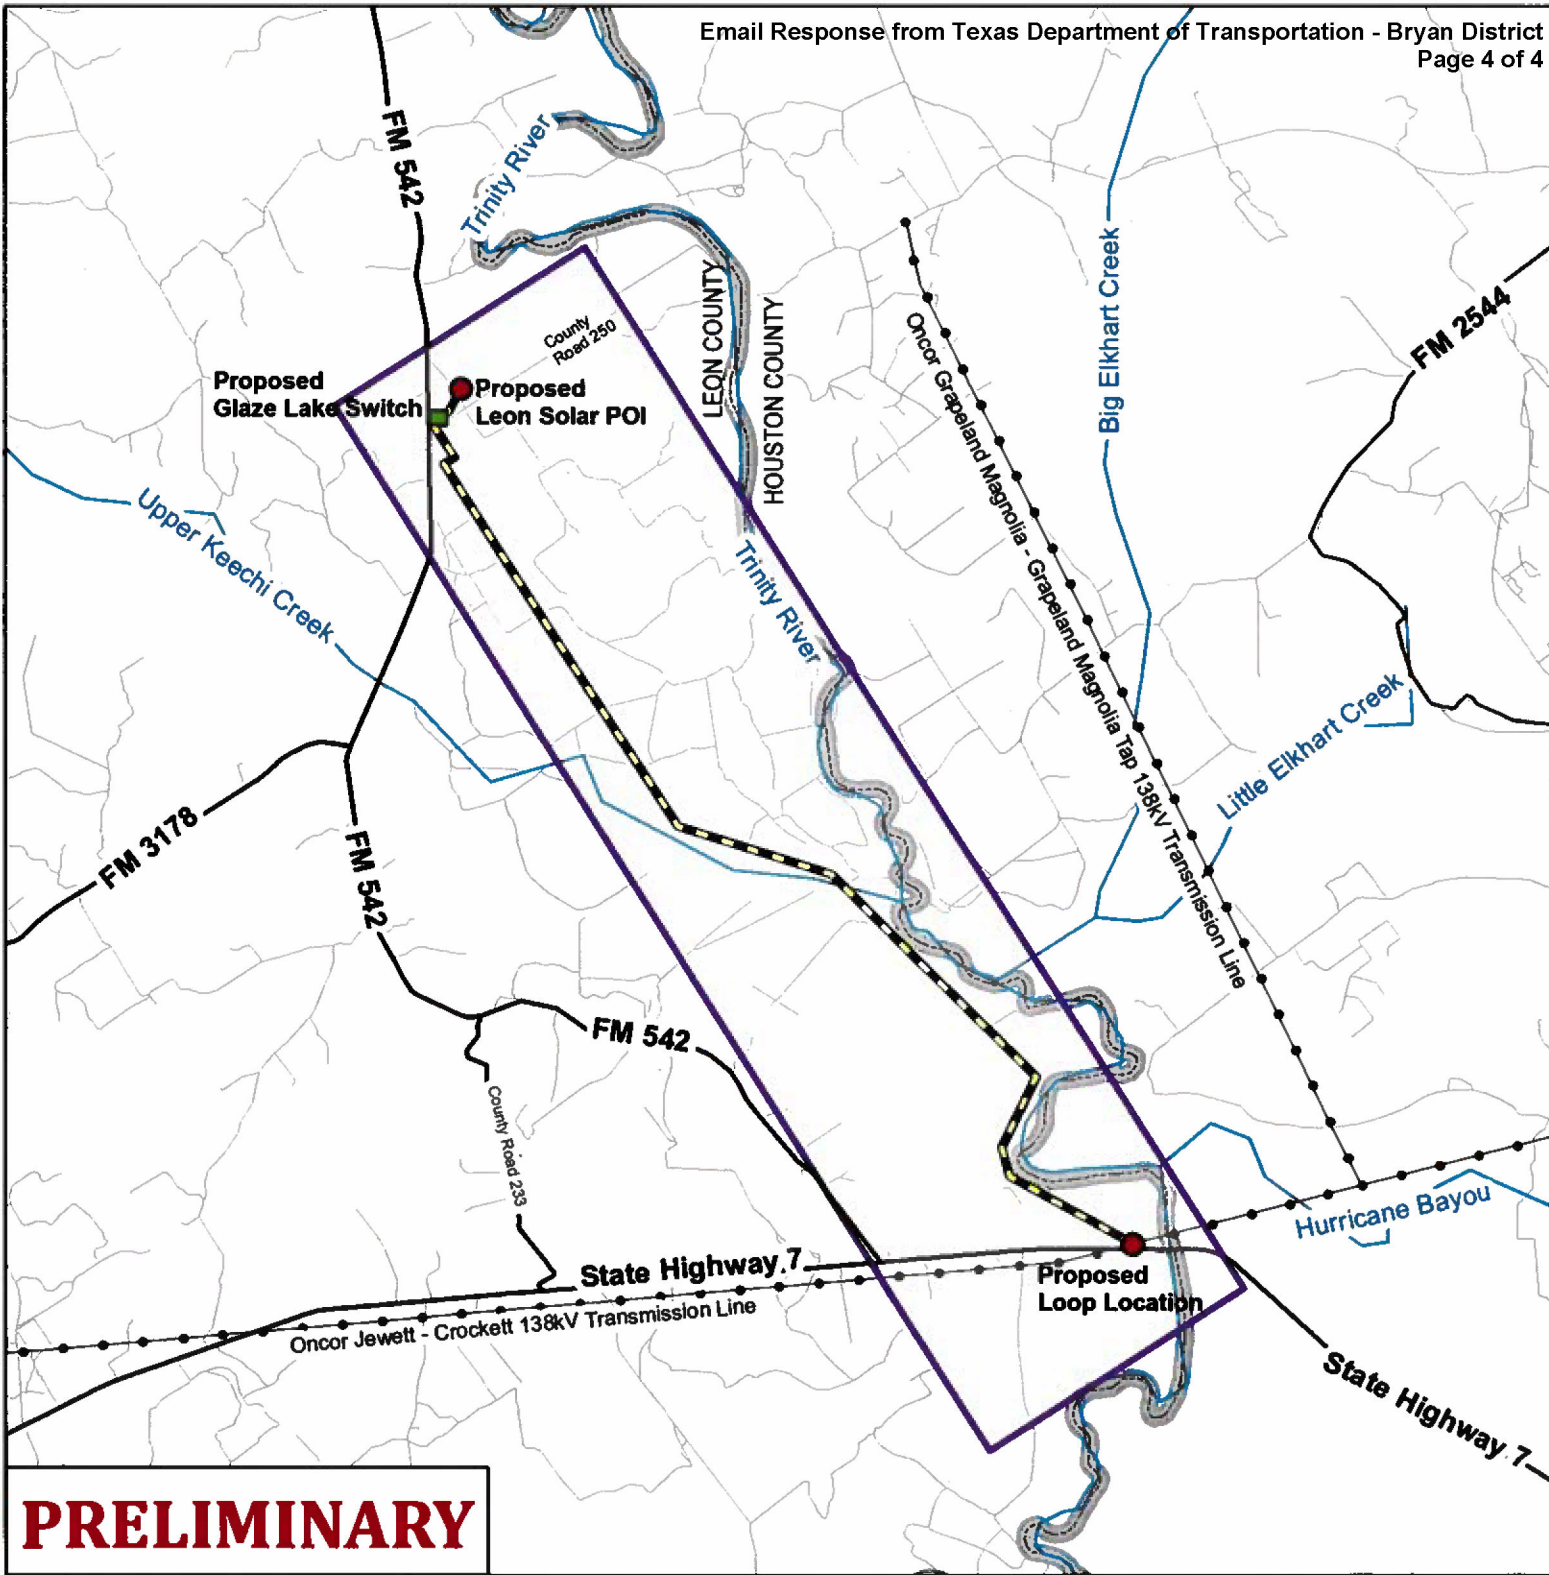 Email Response from Texas Department of Transportation - Bryan District
Page 4 of 4
FM 542
Trinity River
LEON COUNTY
HOUSTON COUNTY
County
Road 250
Oncor Grapeland Magnolia - Grapeland Magnolia Tap 138kV Transmission Line
Big Elkhart Creek
FM 2544
Proposed
Glaze Lake Switch
Proposed
Leon Solar POI
Upper Keechi Creek
Trinity River
Little Elkhart Creek
FM 3178
FM 542
FM 542
County Road 233
Hurricane Bayou
State Highway 7
Proposed
Loop Location
Oncor Jewett - Crockett 138kV Transmission Line
State Highway 7
PRELIMINARY